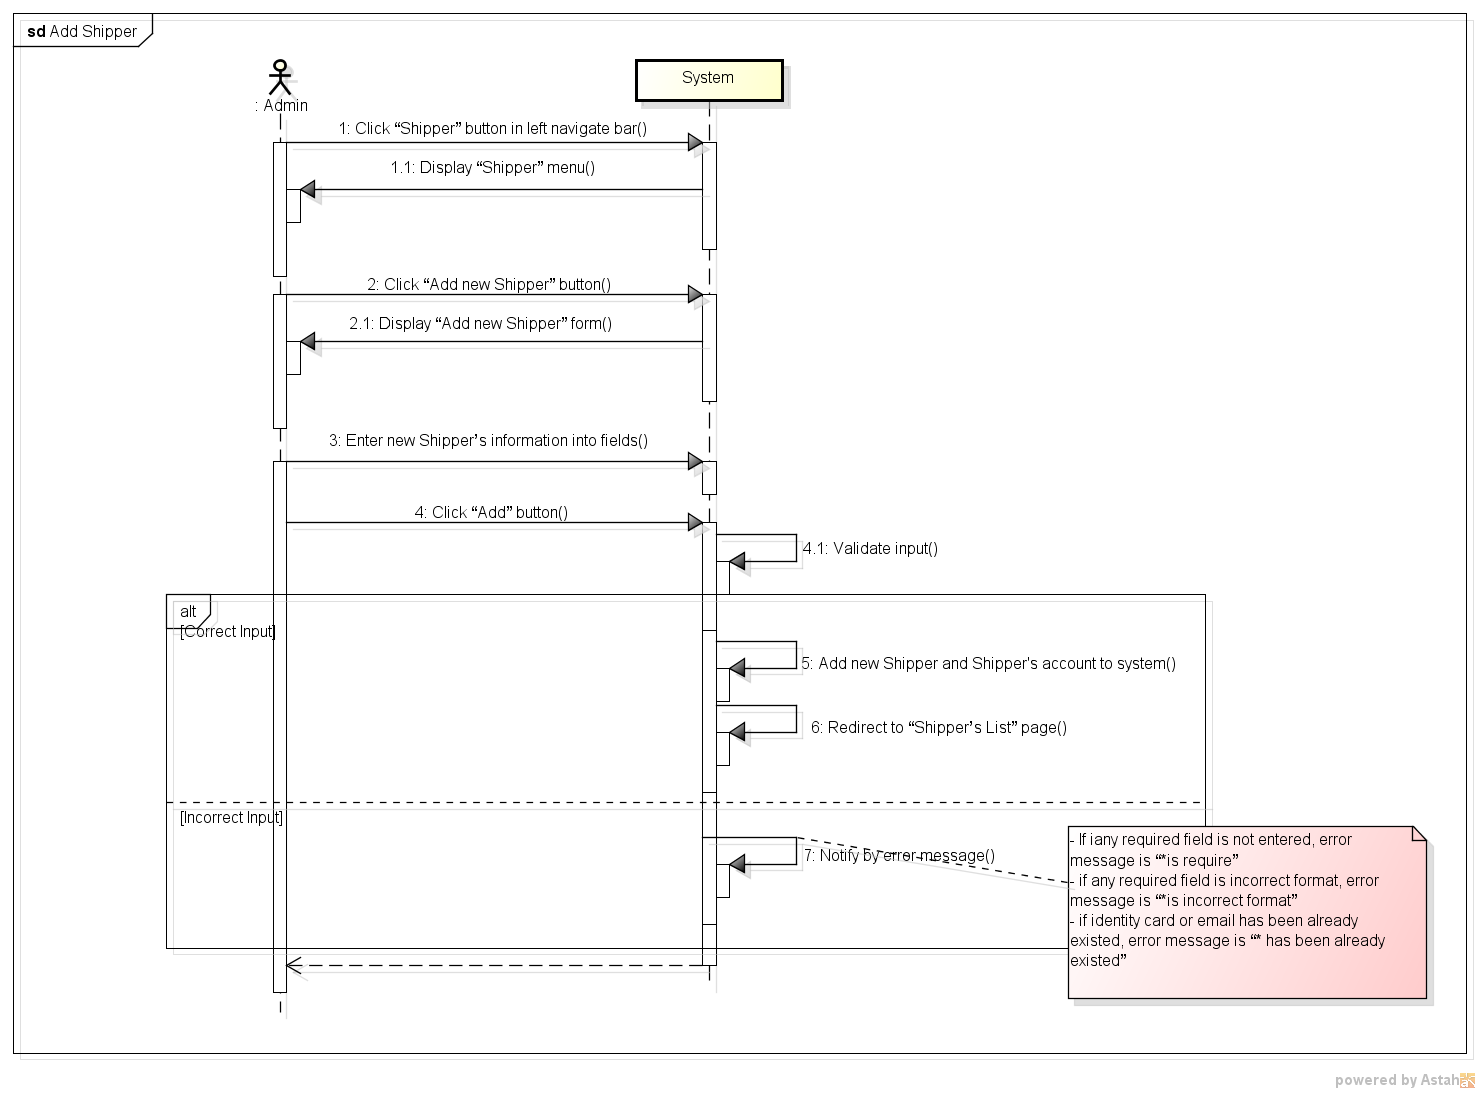 sd Add Shipper
: Admin
System
1: Click “Shipper” button in left navigate bar()
1.1: Display “Shipper” menu()
2: Click “Add new Shipper” button()
2.1: Display “Add new Shipper” form()
3: Enter new Shipper’s information into fields()
4: Click “Add” button()
4.1: Validate input()
alt
[Correct Input]
5: Add new Shipper and Shipper's account to system()
6: Redirect to “Shipper’s List” page()
[Incorrect Input]
7: Notify by error message()
- If iany required field is not entered, error
message is “*is require”
- if any required field is incorrect format, error
message is “*is incorrect format”
- if identity card or email has been already
existed, error message is “* has been already
existed”
powered by Astah